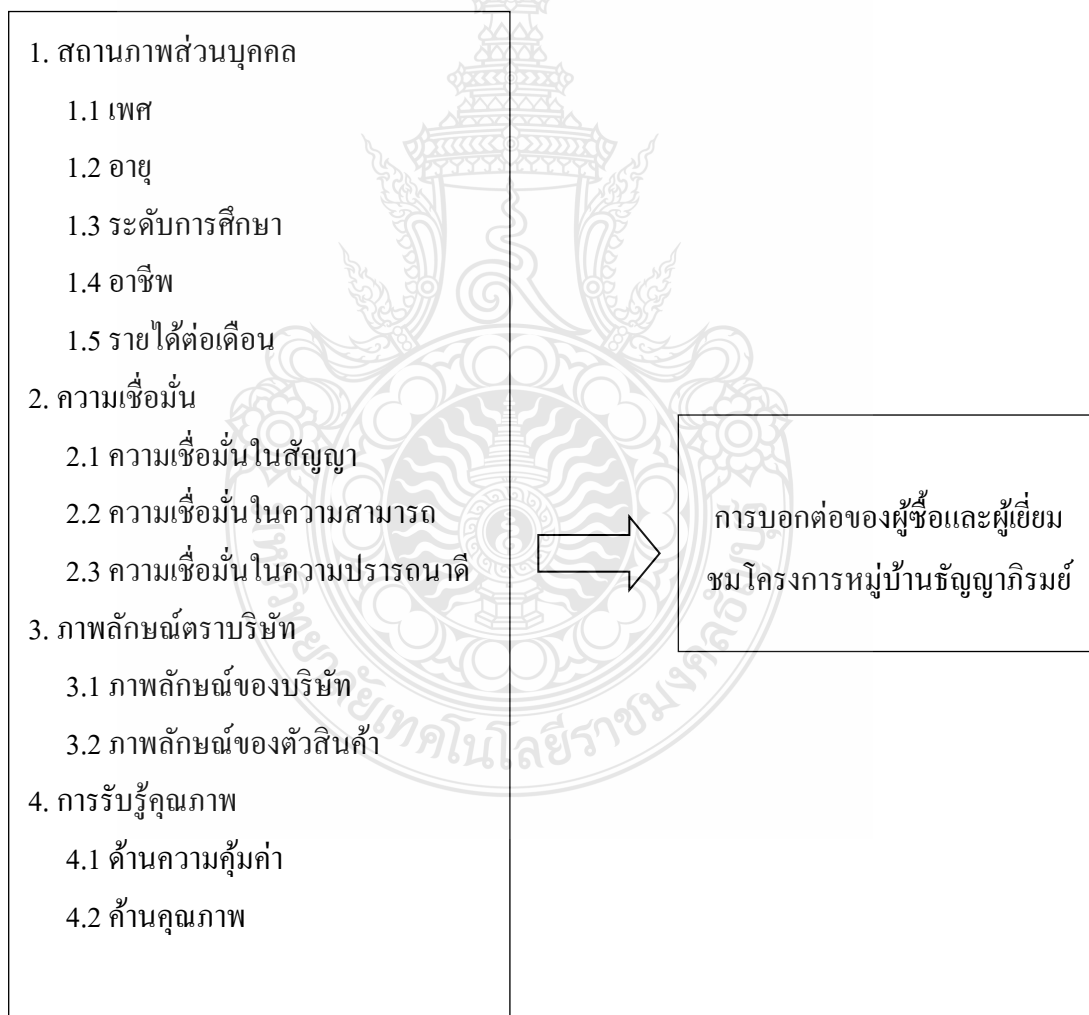 1. สถานภาพส่วนบุคคล
1.1 เพศ
1.2 อายุ
1.3 ระดับการศึกษา
1.4 อาชีพ
1.5 รายได้ต่อเดือน
2. ความเชื่อมั่น
2.1 ความเชื่อมั่นในสัญญา
2.2 ความเชื่อมั่นในความสามารถ
2.3 ความเชื่อมั่นในความปรารถนาดี
3. ภาพลักษณ์ตราบริษัท
3.1 ภาพลักษณ์ของบริษัท
3.2 ภาพลักษณ์ของตัวสินค้า
4. การรับรู้คุณภาพ
4.1 ด้านความคุ้มค่า
4.2 ค้านคุณภาพ
การบอกต่อของผู้ซื้อและผู้เยี่ยม
ชมโครงการหมู่บ้านธัญญาภิรมย์